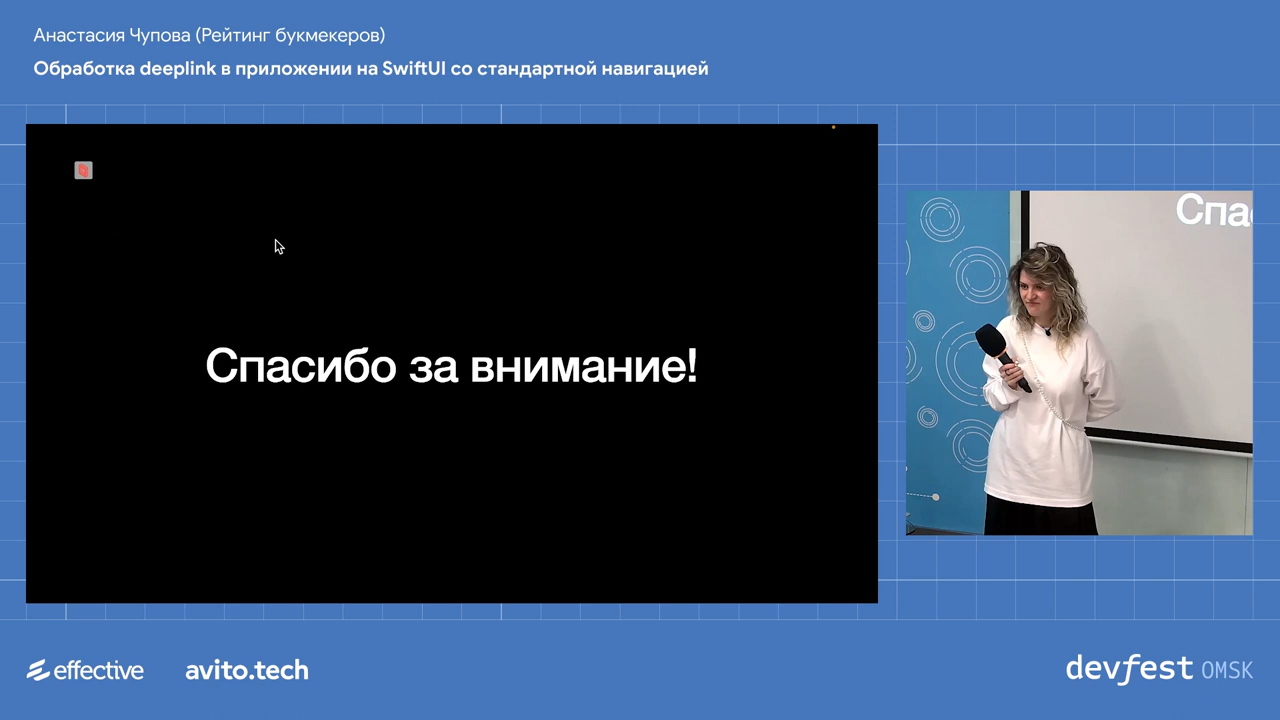 Анастасия Чупова (Рейтинг букмекеров)
Обработка deeplink в приложении на SwiftUI со стандартной навигацией
Спасибо за внимание!
Спас
effective
avito.tech
devfest OMSK